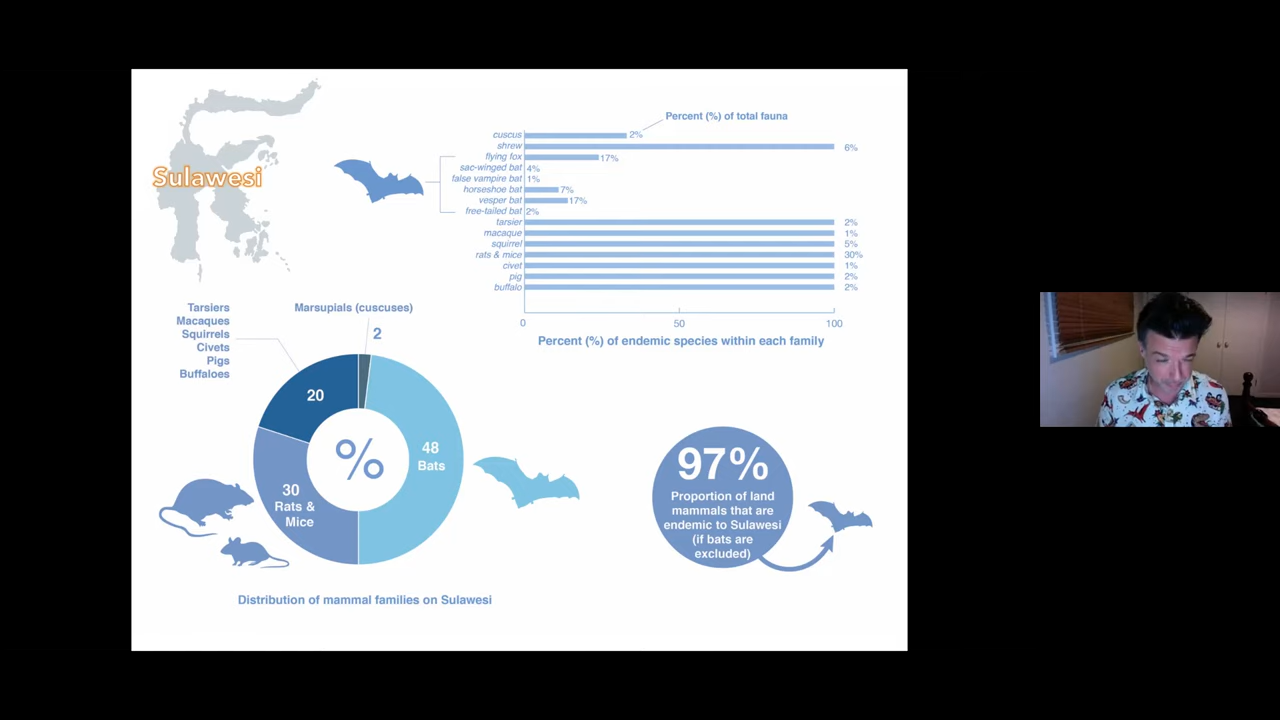 Sulawesi
Percent (%) of total fauna
cuscus 2%
shrew 6%
flying fox 17%
sac-winged bat 4%
false vampire bat 1%
horseshoe bat 7%
vesper bat 17%
free-tailed bat 2%
tarsier 2%
macaque 1%
squirrel 5%
rats & mice 30%
civet 1%
pig 2%
buffalo 2%
0 50 100
Percent (%) of endemic species within each family
Tarsiers
Macaques
Squirrels
Civets
Pigs
Buffaloes
Marsupials (cuscuses)
2
20
48
Bats
%
30
Rats &
Mice
Distribution of mammal families on Sulawesi
97%
Proportion of land
mammals that are
endemic to Sulawesi
(if bats are
excluded)